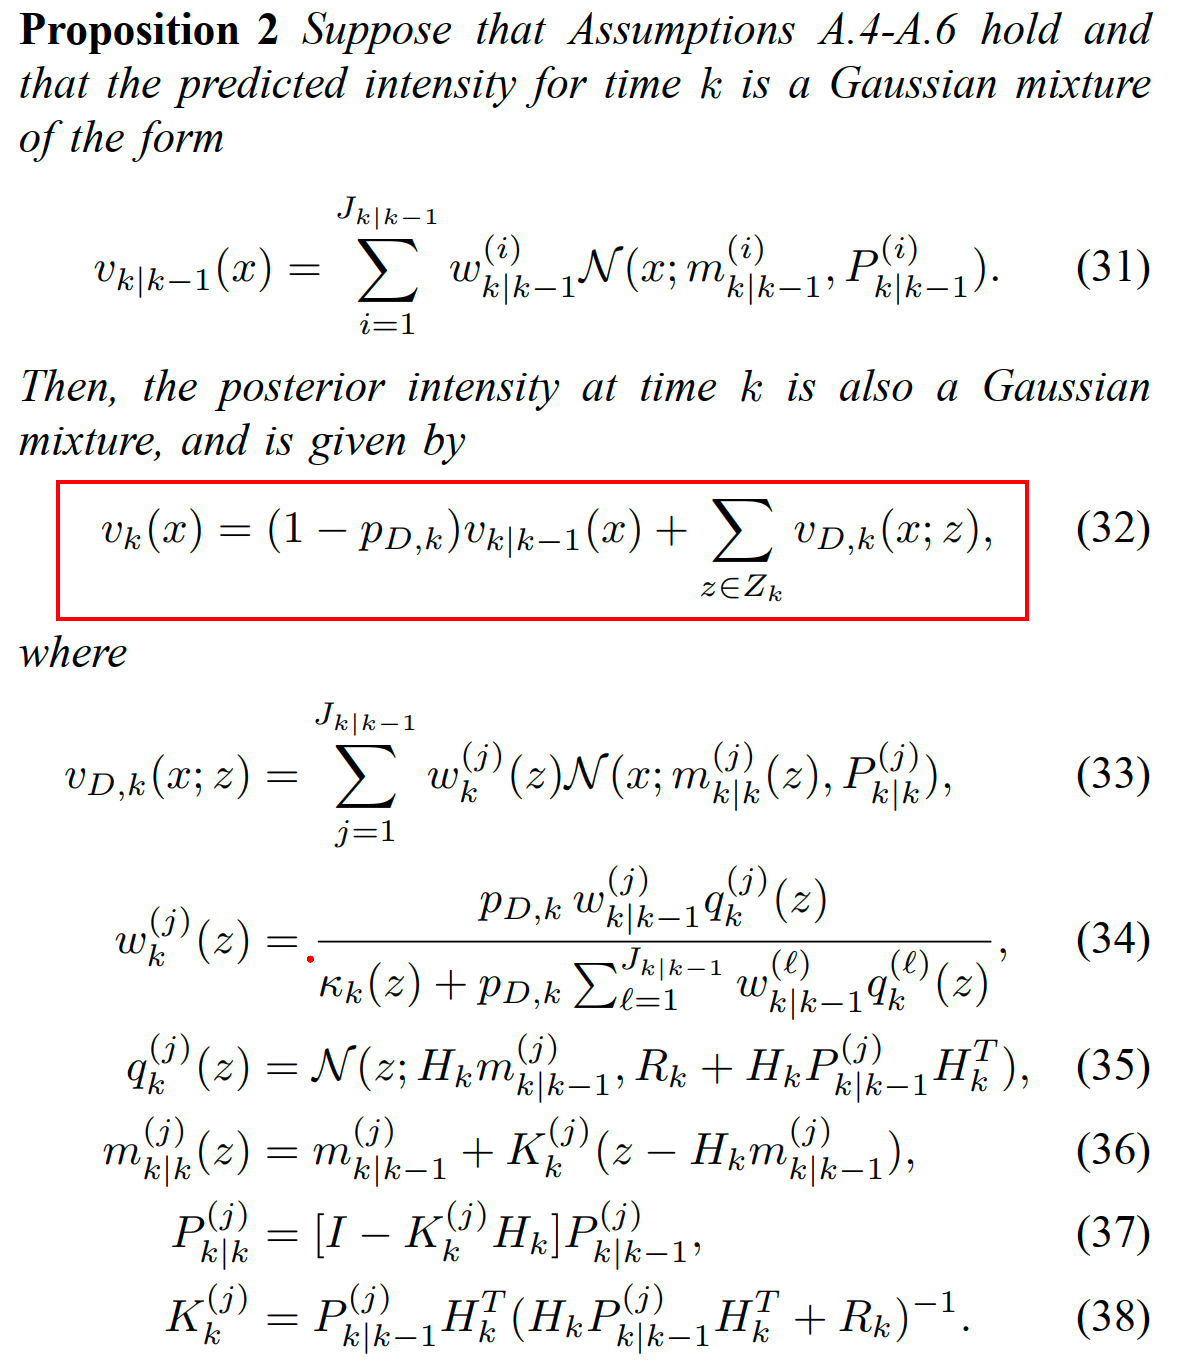 Proposition 2 Suppose that Assumptions A.4-A.6 hold and
that the predicted intensity for time k is a Gaussian mixture
of the form
$v_{k|k-1}(x) = \sum_{i=1}^{J_{k|k-1}} w_{k|k-1}^{(i)} \mathcal{N}(x; m_{k|k-1}^{(i)}, P_{k|k-1}^{(i)}).$ (31)
Then, the posterior intensity at time k is also a Gaussian
mixture, and is given by
$v_k(x) = (1 - p_{D,k}) v_{k|k-1}(x) + \sum_{z \in Z_k} v_{D,k}(x; z),$ (32)
where
$v_{D,k}(x; z) = \sum_{j=1}^{J_{k|k-1}} w_k^{(j)}(z) \mathcal{N}(x; m_{k|k}^{(j)}(z), P_{k|k}^{(j)}),$ (33)
$w_k^{(j)}(z) = \frac{p_{D,k} \, w_{k|k-1}^{(j)} q_k^{(j)}(z)}{\kappa_k(z) + p_{D,k} \sum_{\ell=1}^{J_{k|k-1}} w_{k|k-1}^{(\ell)} q_k^{(\ell)}(z)},$ (34)
$q_k^{(j)}(z) = \mathcal{N}(z; H_k m_{k|k-1}^{(j)}, R_k + H_k P_{k|k-1}^{(j)} H_k^T),$ (35)
$m_{k|k}^{(j)}(z) = m_{k|k-1}^{(j)} + K_k^{(j)}(z - H_k m_{k|k-1}^{(j)}),$ (36)
$P_{k|k}^{(j)} = [I - K_k^{(j)} H_k] P_{k|k-1}^{(j)},$ (37)
$K_k^{(j)} = P_{k|k-1}^{(j)} H_k^T (H_k P_{k|k-1}^{(j)} H_k^T + R_k)^{-1}.$ (38)